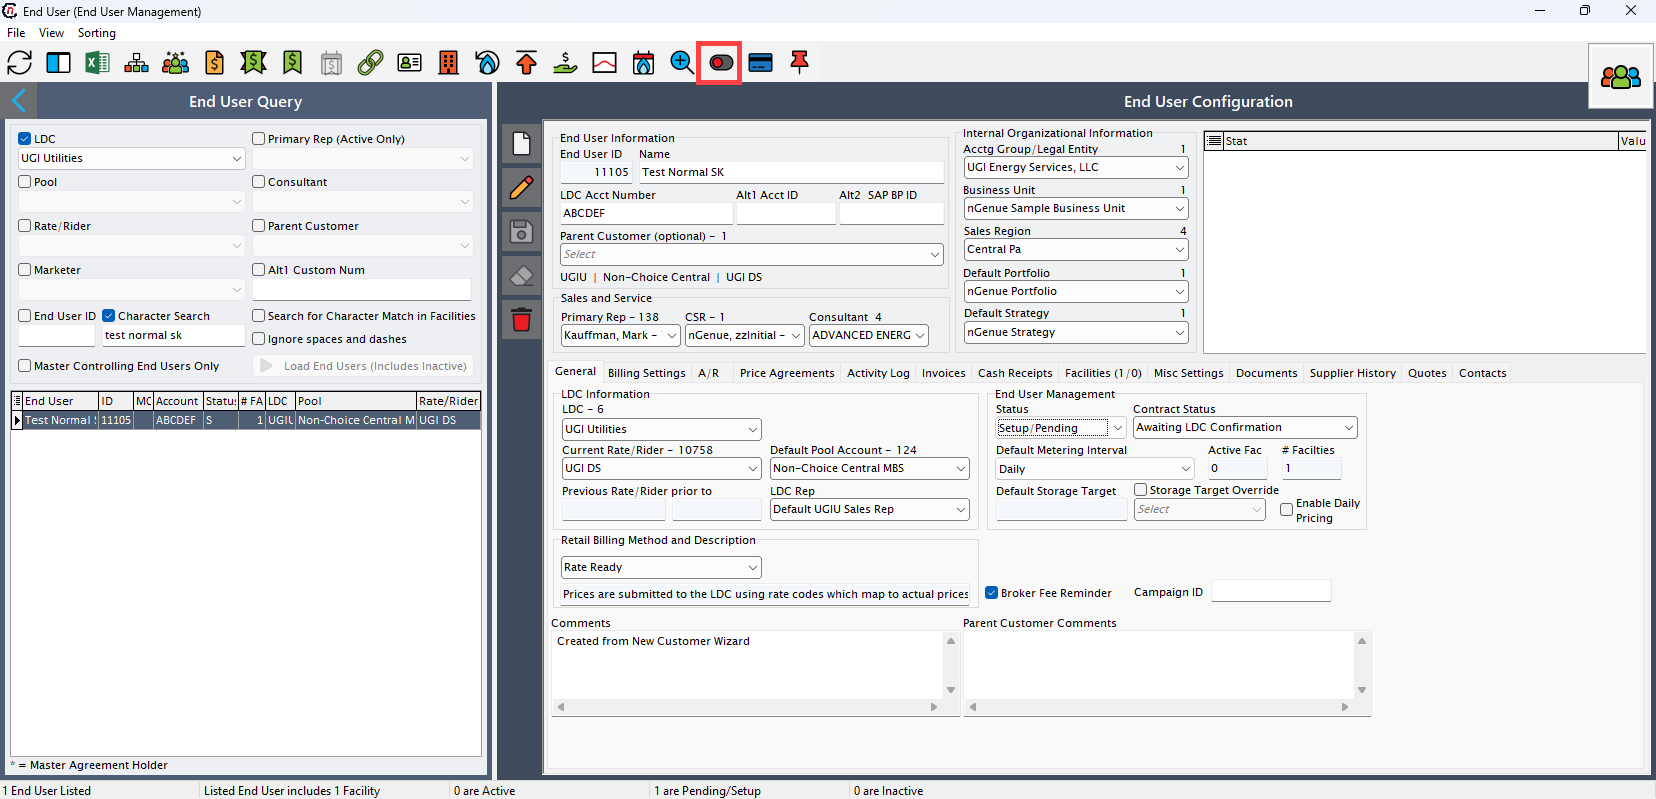 End User (End User Management)
File View Sorting
End User Query
LDC
Primary Rep (Active Only)
UGI Utilities
Pool
Consultant
Rate/Rider
Parent Customer
Marketer
Alt1 Custom Num
End User ID
Character Search
Search for Character Match in Facilities
test normal sk
Ignore spaces and dashes
Master Controlling End Users Only
Load End Users (Includes Inactive)
End User ID MC Account Status # FA LDC Pool Rate/Rider
Test Normal 11105 ABCDEF S 1 UGIU Non-Choice Central M UGI DS
* = Master Agreement Holder
End User Configuration
End User Information
End User ID Name
11105 Test Normal SK
LDC Acct Number Alt1 Acct ID Alt2 SAP BP ID
ABCDEF
Parent Customer (optional) - 1
Select
UGIU | Non-Choice Central | UGI DS
Sales and Service
Primary Rep - 138 CSR - 1 Consultant 4
Kauffman, Mark - nGenue, zzInitial - ADVANCED ENERG
Internal Organizational Information
Acctg Group/Legal Entity 1
UGI Energy Services, LLC
Business Unit 1
nGenue Sample Business Unit
Sales Region 4
Central Pa
Default Portfolio 1
nGenue Portfolio
Default Strategy 1
nGenue Strategy
Stat Valu
General Billing Settings A/R Price Agreements Activity Log Invoices Cash Receipts Facilities (1/0) Misc Settings Documents Supplier History Quotes Contacts
LDC Information
LDC - 6
UGI Utilities
Current Rate/Rider - 10758 Default Pool Account - 124
UGI DS Non-Choice Central MBS
Previous Rate/Rider prior to LDC Rep
Default UGIU Sales Rep
End User Management
Status Contract Status
Setup/Pending Awaiting LDC Confirmation
Default Metering Interval Active Fac # Facilties
Daily 0 1
Default Storage Target Storage Target Override
Select
Enable Daily
Pricing
Retail Billing Method and Description
Rate Ready
Prices are submitted to the LDC using rate codes which map to actual prices
Broker Fee Reminder Campaign ID
Comments Parent Customer Comments
Created from New Customer Wizard
1 End User Listed Listed End User includes 1 Facility 0 are Active 1 are Pending/Setup 0 are Inactive